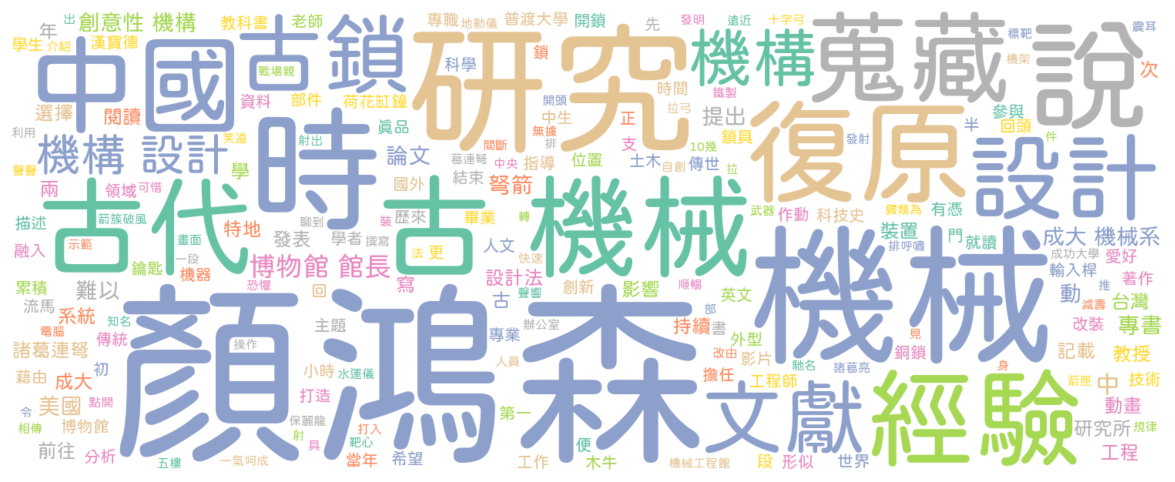 出
年
創意性 機構
教科書
老師
專職
地動儀
普渡大學
開鎖
先
發明
遠近
十字弓
標靶
震耳
學生
介紹
漢寶德
中國
古鎖
戰場親
科學
研究
鎖
時間
機構
蒐藏
說
機架
次
選擇
閱讀
資料
部件
荷花缸鐘
開頭
中生
拉弓
鐵製
提出
參與
回頭
利用
笑道
射出
真品
無據
排
正
支
10幾
鎖具
復原
發射
半
件
機構 設計
時
論文
間斷
葛連弩
中央
指導
位置
土木
自創
傳世
拉
設計
聲聲
學
兩
領域
可惜
國外
結束
弩箭
古代
古 機械
描述
箭簇破風
特地
聊到
裝
歷來
畢業
轉
武器
作動
科技史
歸類為
有憑
融入
示範
畫面
一段
發表
學者
撰寫
法
更
人文
快速
裝置
排呼嘯
門
就讀
成大 機械系
成功大學
愛好
鑰匙
機器
恐懼
博物館 館長
寫
設計法
聲響
創新
影響
順暢
機械
輸入桿
推
著作
累積
難以
回
古
英文
部
動
減壽
台灣
流馬
系統
電腦
知名
顏鴻森
主題
辦公室
專業
持續
書
外型
見
銅鎖
改裝
專書
諸葛連弩
傳統
操作
小時
水運儀
人員
改由
影片
馳名
記載
教授
藉由
成大
初
打造
擔任
工程師
諸葛亮
身
箭匣
中
技術
美國
點開
令
保麗龍
第一
文獻
經驗
動畫
相傳
博物館
射
打入
靶心
便
研究所
規律
前往
分析
五樓
一氣呵成
具
當年
希望
工作
木牛
機械工程館
段
形似
世界
工程